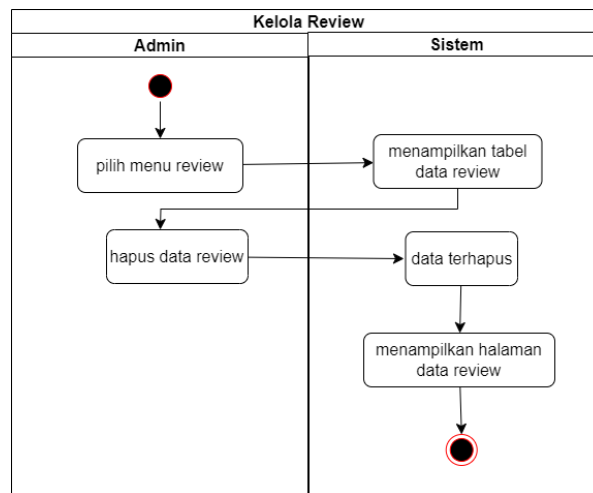 Kelola Review
Admin
Sistem
pilih menu review
menampilkan tabel
data review
hapus data review
data terhapus
menampilkan halaman
data review